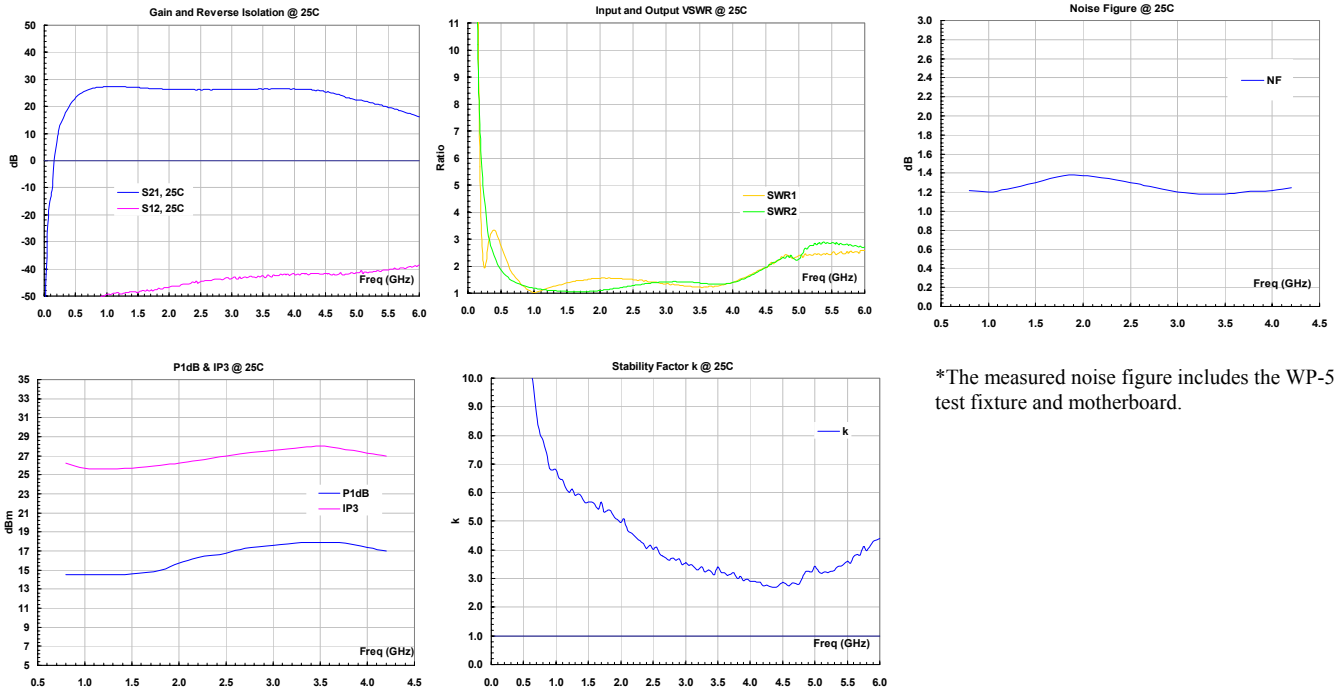 Gain and Reverse Isolation @ 25C
50
40
30
20
10
0
-10
-20
-30
-40
-50
dB
S21, 25C
S12, 25C
Freq (GHz)
0.0 0.5 1.0 1.5 2.0 2.5 3.0 3.5 4.0 4.5 5.0 5.5 6.0
Input and Output VSWR @ 25C
11
10
9
8
7
6
5
4
3
2
1
Ratio
SWR1
SWR2
Freq (GHz)
0.0 0.5 1.0 1.5 2.0 2.5 3.0 3.5 4.0 4.5 5.0 5.5 6.0
Noise Figure @ 25C
3.0
2.8
2.6
2.4
2.2
2.0
1.8
1.6
1.4
1.2
1.0
0.8
0.6
0.4
0.2
0.0
dB
NF
Freq (GHz)
0.5 1.0 1.5 2.0 2.5 3.0 3.5 4.0 4.5
P1dB & IP3 @ 25C
35
33
31
29
27
25
23
21
19
17
15
13
11
9
7
5
dBm
P1dB
IP3
Freq (GHz)
0.5 1.0 1.5 2.0 2.5 3.0 3.5 4.0 4.5
Stability Factor k @ 25C
10.0
9.0
8.0
7.0
6.0
5.0
4.0
3.0
2.0
1.0
0.0
k
k
Freq (GHz)
0.0 0.5 1.0 1.5 2.0 2.5 3.0 3.5 4.0 4.5 5.0 5.5 6.0
*The measured noise figure includes the WP-5
test fixture and motherboard.